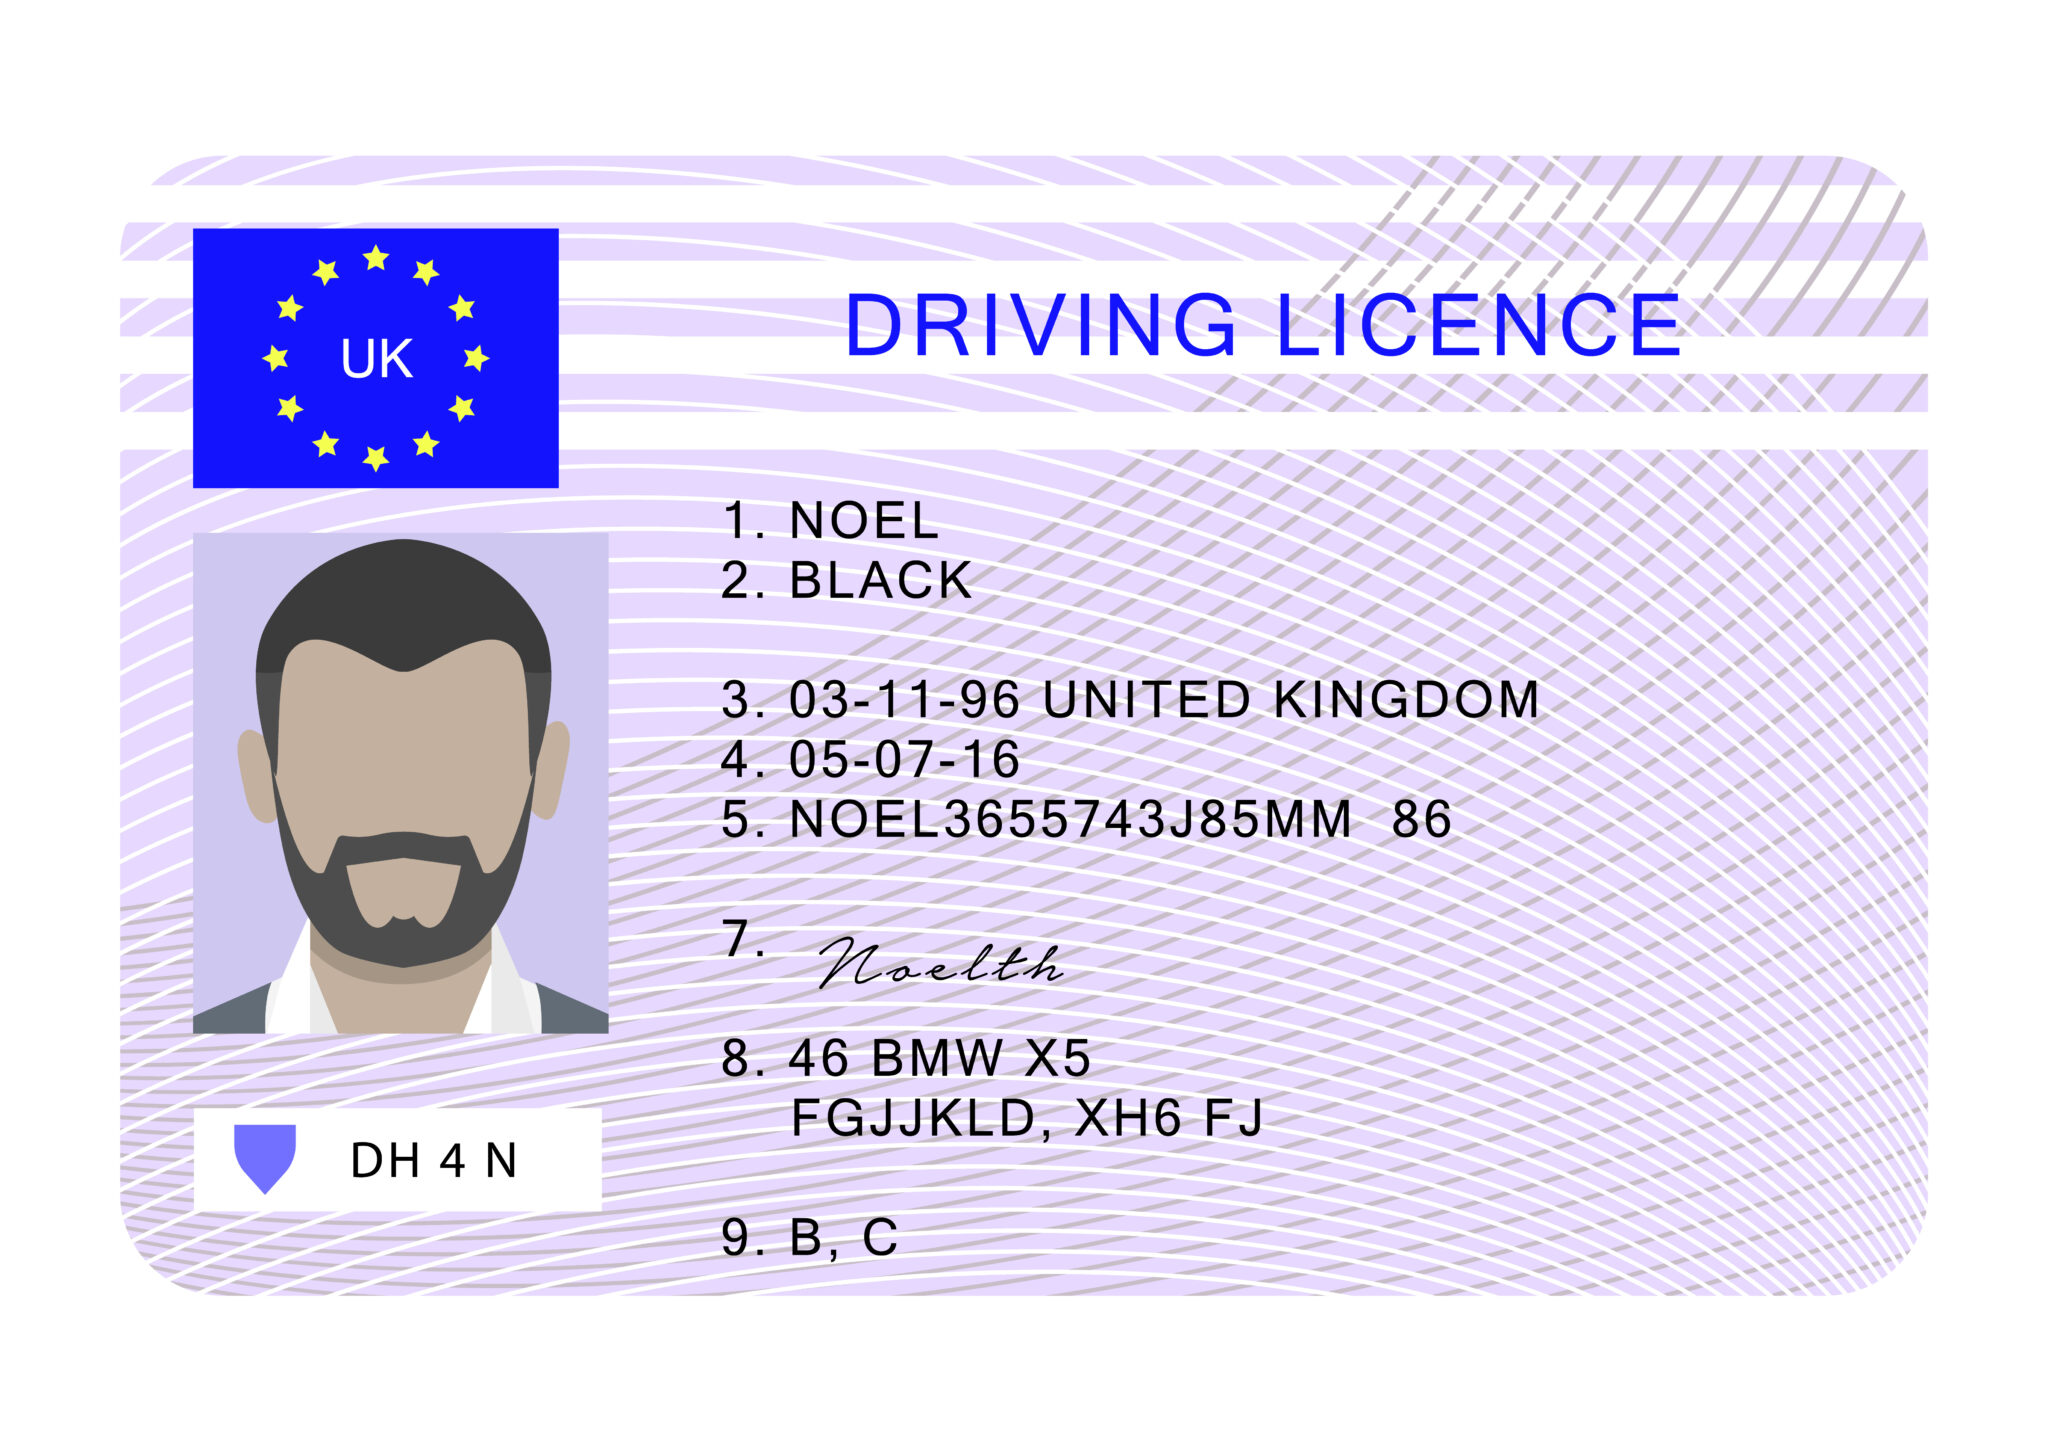 UK
DRIVING LICENCE
1. NOEL
2. BLACK
3. 03-11-96 UNITED KINGDOM
4. 05-07-16
5. NOEL3655743J85MM 86
7. Noelth
8. 46 BMW X5
FGJJKLD, XH6 FJ
DH 4 N
9. B, C